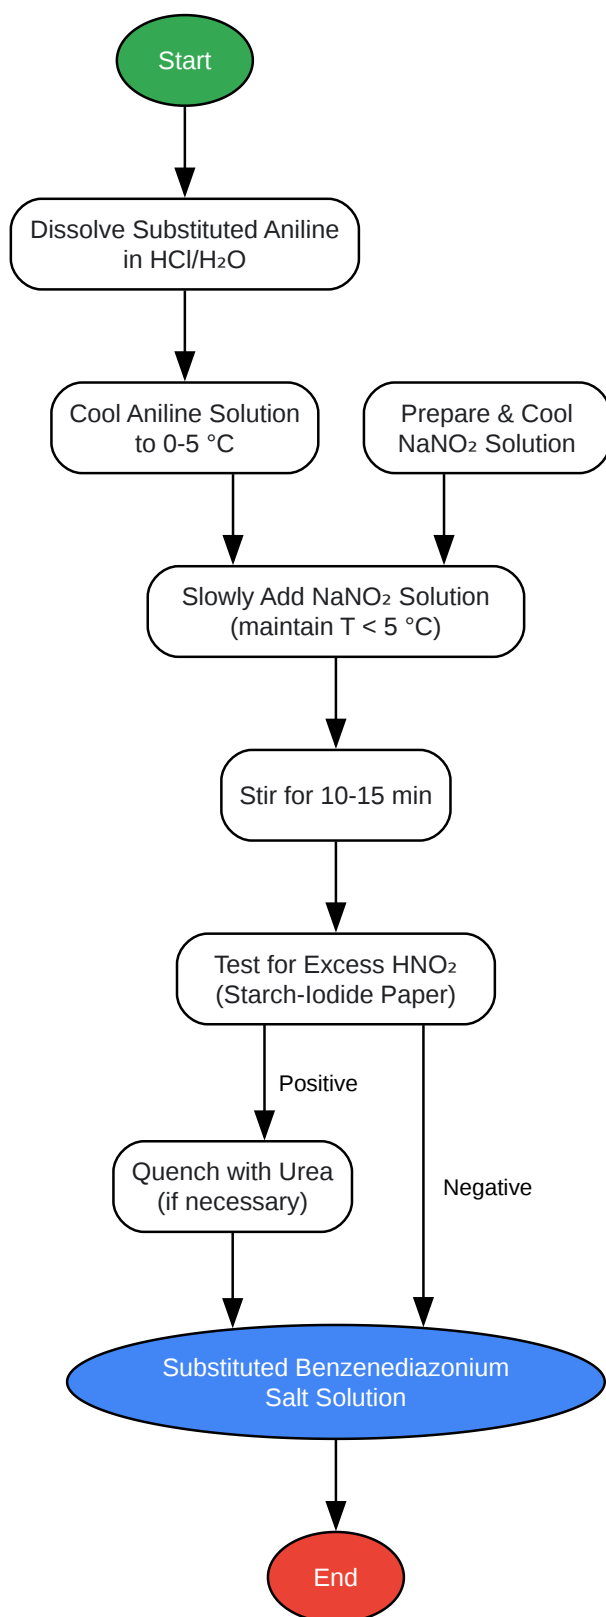 Start
Dissolve Substituted Aniline
in HCl/H₂O
Cool Aniline Solution
to 0-5 °C
Prepare & Cool
NaNO₂ Solution
Slowly Add NaNO₂ Solution
(maintain T < 5 °C)
Stir for 10-15 min
Test for Excess HNO₂
(Starch-Iodide Paper)
Positive
Quench with Urea
(if necessary)
Negative
Substituted Benzenediazonium
Salt Solution
End